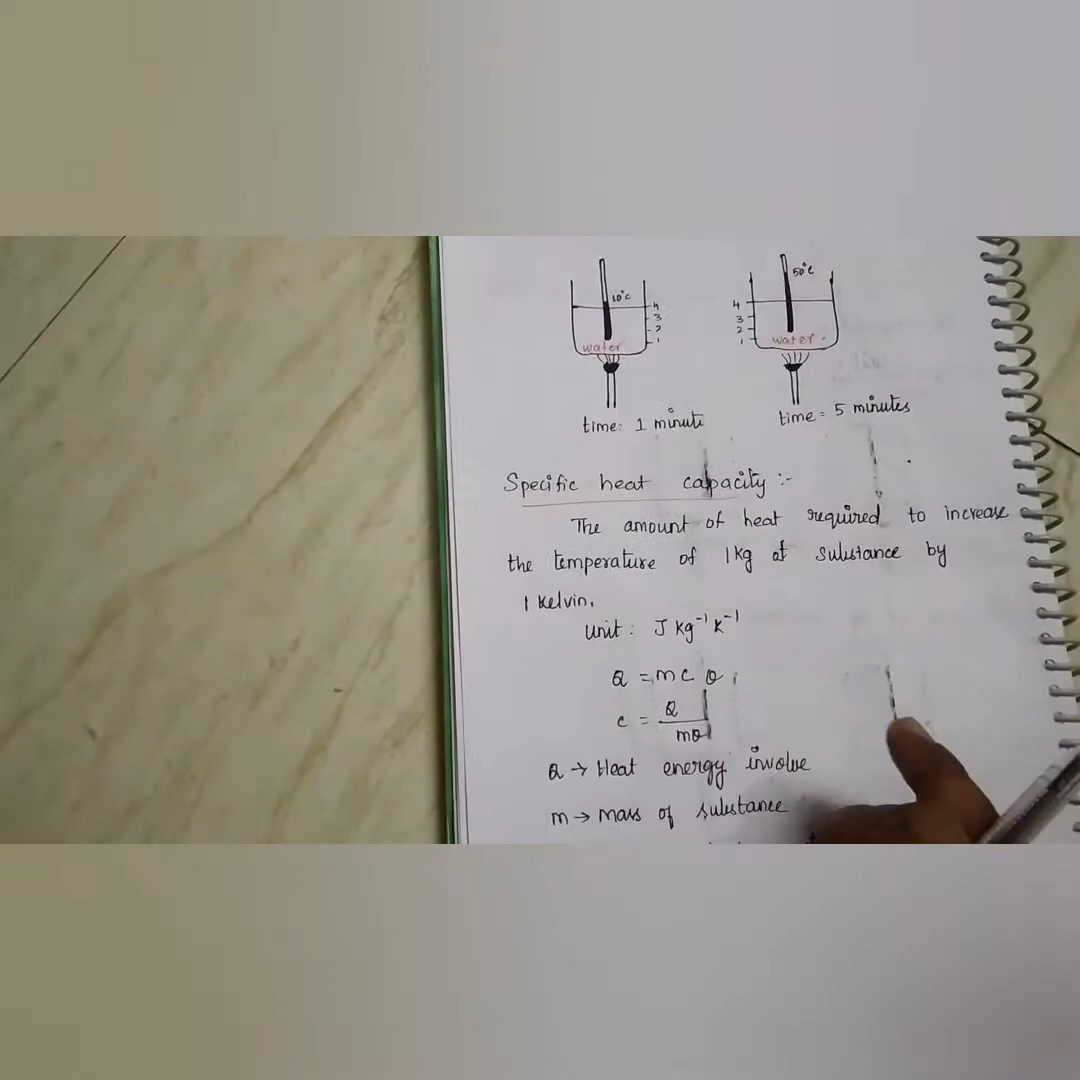 10°C
4
3
2
1
water
time: 1 minute
50°C
4
3
2
1
water
time = 5 minutes
Specific heat capacity :-
The amount of heat required to increase
the temperature of 1 kg of substance by
1 kelvin.
Unit : J kg⁻¹ K⁻¹
Q = m c θ
c = Q / mθ
Q → Heat energy involve
m → mass of substance